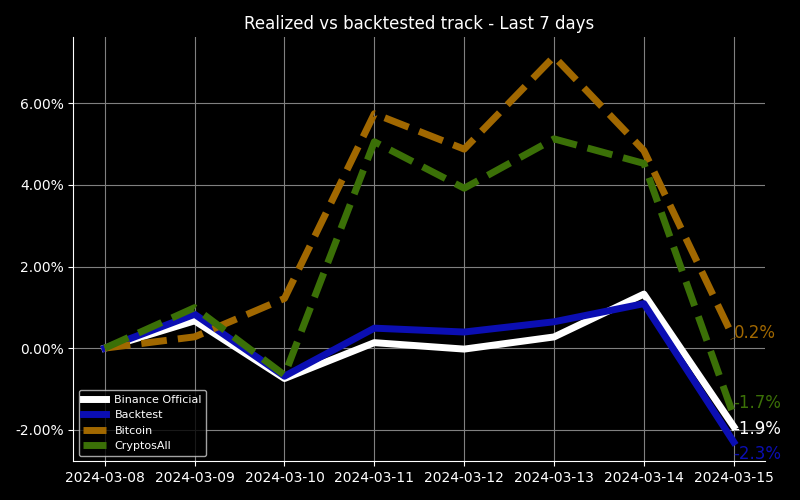 Realized vs backtested track - Last 7 days
6.00%
4.00%
2.00%
0.00%
-2.00%
0.2%
-1.7%
-1.9%
-2.3%
Binance Official
Backtest
Bitcoin
CryptosAll
2024-03-08 2024-03-09 2024-03-10 2024-03-11 2024-03-12 2024-03-13 2024-03-14 2024-03-15